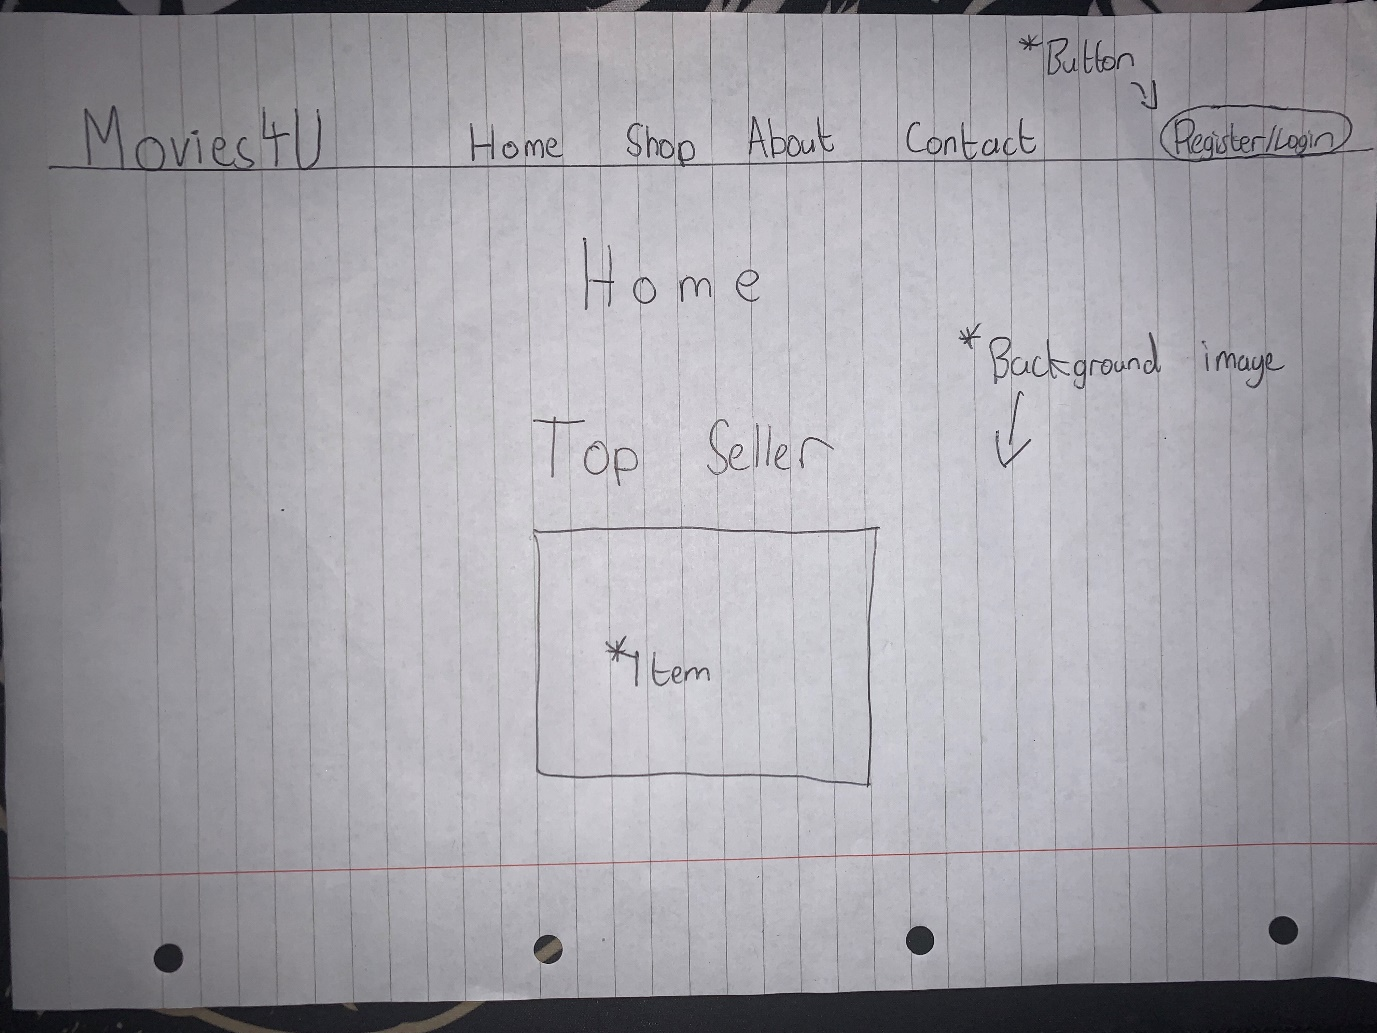 *Button
Movies4U Home Shop About Contact Register/Login
Home
*Background image
Top Seller
*Item